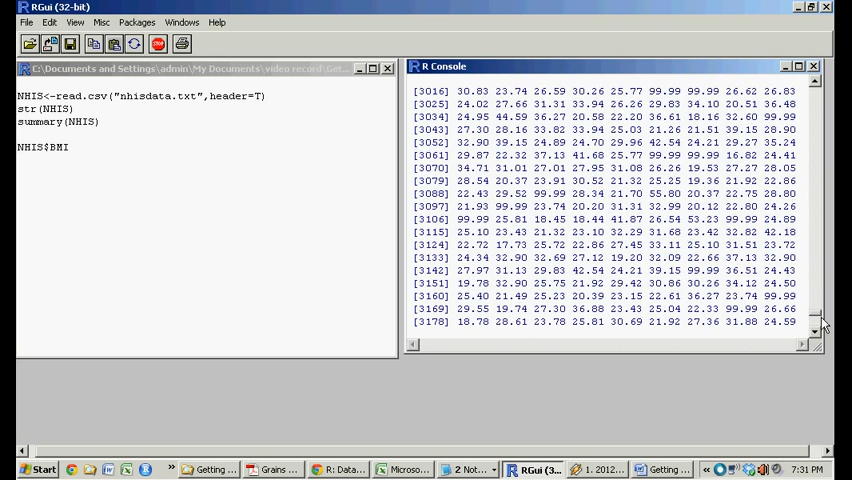 RGui (32-bit)
File Edit View Misc Packages Windows Help
C:\Documents and Settings\admin\My Documents\video record\Get...
NHIS<-read.csv("nhisdata.txt",header=T)
str(NHIS)
summary(NHIS)
NHIS$BMI
R Console
[3016] 30.83 23.74 26.59 30.26 25.77 99.99 99.99 26.62 26.83
[3025] 24.02 27.66 31.31 33.94 26.26 29.83 34.10 20.51 36.48
[3034] 24.95 44.59 36.27 20.58 22.20 36.61 18.16 32.60 99.99
[3043] 27.30 28.16 33.82 33.94 25.03 21.26 21.51 39.15 28.90
[3052] 32.90 39.15 24.89 24.70 29.96 42.54 24.21 29.27 35.24
[3061] 29.87 22.32 37.13 41.68 25.77 99.99 99.99 16.82 24.41
[3070] 34.71 31.01 27.01 27.95 31.08 26.26 19.53 27.27 28.05
[3079] 28.54 20.37 23.91 30.52 21.32 25.25 19.36 21.92 22.86
[3088] 22.43 29.52 99.99 28.34 21.70 55.80 20.37 22.75 28.80
[3097] 21.93 99.99 23.74 20.20 31.31 32.99 20.12 22.80 24.26
[3106] 99.99 25.81 18.45 18.44 41.87 26.54 53.23 99.99 24.89
[3115] 25.10 23.43 21.32 23.10 32.29 31.68 23.42 32.82 42.18
[3124] 22.72 17.73 25.72 22.86 27.45 33.11 25.10 31.51 23.72
[3133] 24.34 32.90 32.69 27.12 19.20 32.09 22.66 37.13 32.90
[3142] 27.97 31.13 29.83 42.54 24.21 39.15 99.99 36.51 24.43
[3151] 19.78 32.90 25.75 21.92 29.42 30.86 30.26 34.12 24.50
[3160] 25.40 21.49 25.23 20.39 23.15 22.61 36.27 23.74 99.99
[3169] 29.55 19.74 27.30 36.88 23.43 25.04 22.33 99.99 26.66
[3178] 18.78 28.61 23.78 25.81 30.69 21.92 27.36 31.88 24.59
Start Getting ... Grains ... R: Data... Microso... 2 Not... RGui (3... 1. 2012... Getting ... 7:31 PM